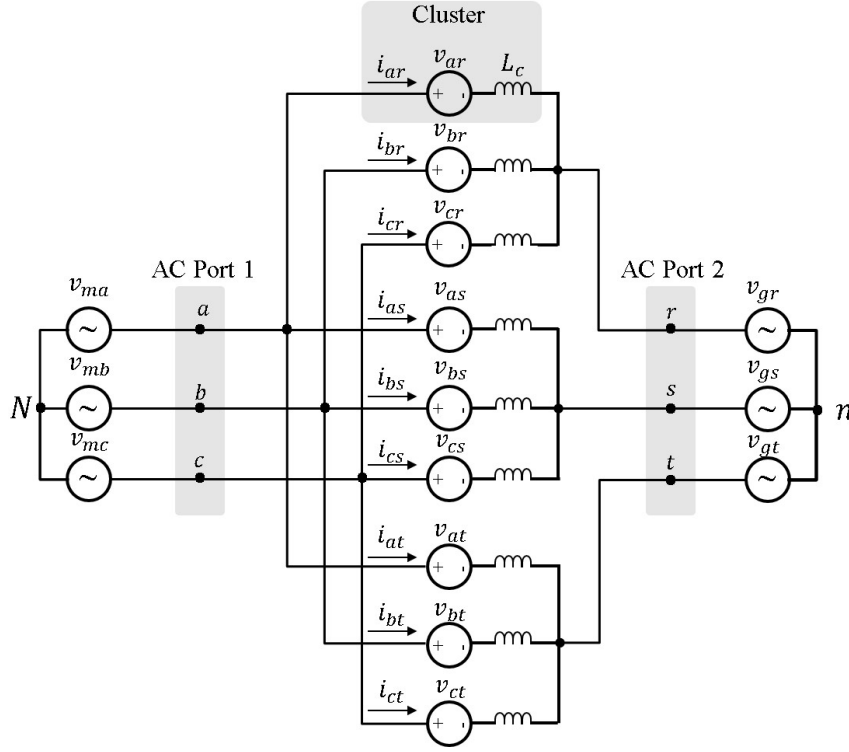 Cluster
i_ar v_ar L_c
+ -
i_br v_br
+ -
i_cr v_cr
+ -
AC Port 1 AC Port 2
v_ma a i_as v_as r v_gr
~ + - ~
v_mb b i_bs v_bs s v_gs
N ~ + - ~ n
v_mc c i_cs v_cs t v_gt
~ + - ~
i_at v_at
+ -
i_bt v_bt
+ -
i_ct v_ct
+ -